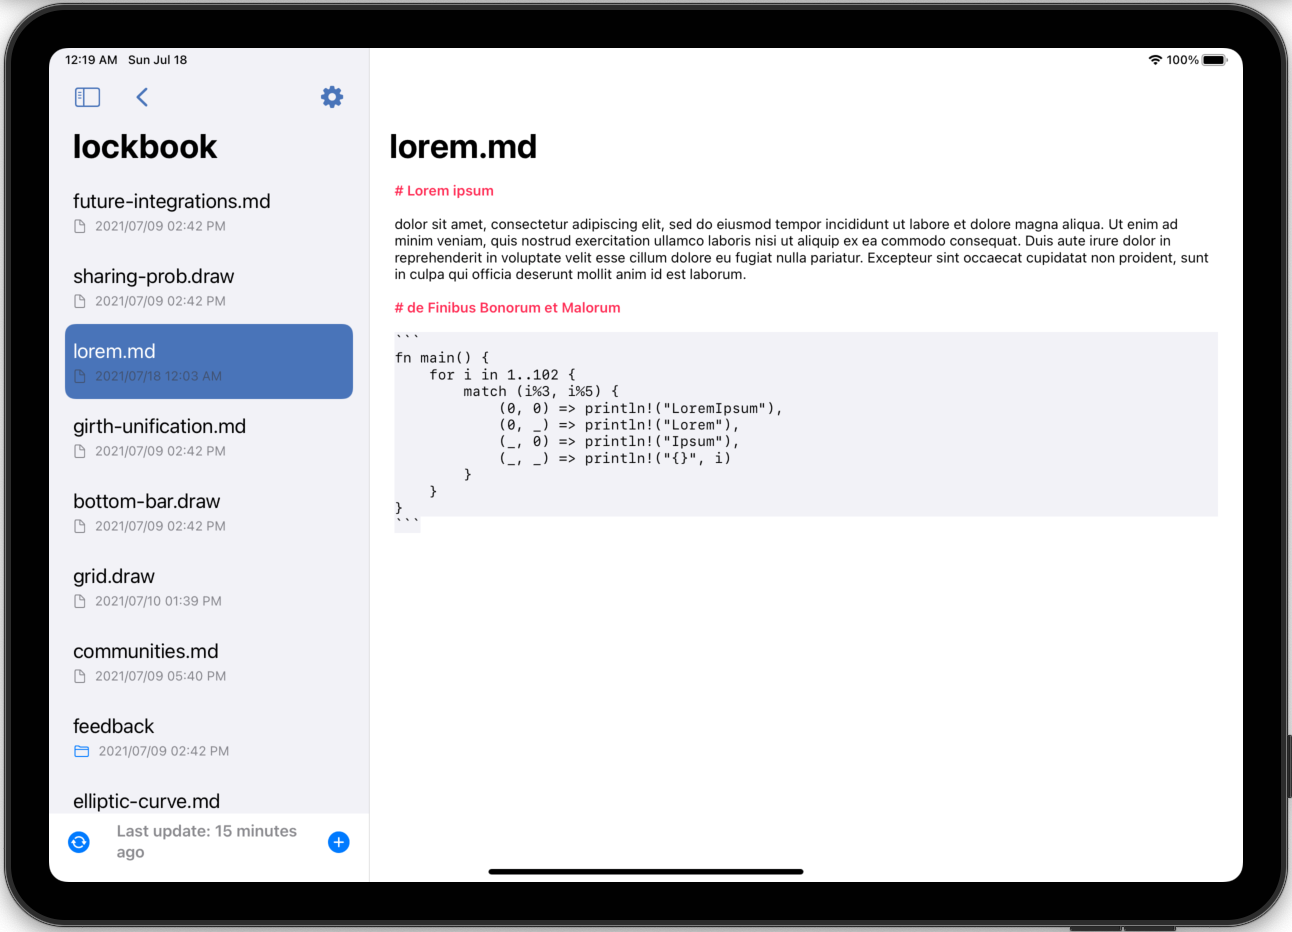 12:19 AM Sun Jul 18
100%
lockbook
future-integrations.md
2021/07/09 02:42 PM
sharing-prob.draw
2021/07/09 02:42 PM
lorem.md
2021/07/18 12:03 AM
girth-unification.md
2021/07/09 02:42 PM
bottom-bar.draw
2021/07/09 02:42 PM
grid.draw
2021/07/10 01:39 PM
communities.md
2021/07/09 05:40 PM
feedback
2021/07/09 02:42 PM
elliptic-curve.md
Last update: 15 minutes
ago
lorem.md
# Lorem ipsum
dolor sit amet, consectetur adipiscing elit, sed do eiusmod tempor incididunt ut labore et dolore magna aliqua. Ut enim ad
minim veniam, quis nostrud exercitation ullamco laboris nisi ut aliquip ex ea commodo consequat. Duis aute irure dolor in
reprehenderit in voluptate velit esse cillum dolore eu fugiat nulla pariatur. Excepteur sint occaecat cupidatat non proident, sunt
in culpa qui officia deserunt mollit anim id est laborum.
# de Finibus Bonorum et Malorum
```
fn main() {
    for i in 1..102 {
        match (i%3, i%5) {
            (0, 0) => println!("LoremIpsum"),
            (0, _) => println!("Lorem"),
            (_, 0) => println!("Ipsum"),
            (_, _) => println!("{}", i)
        }
    }
}
```